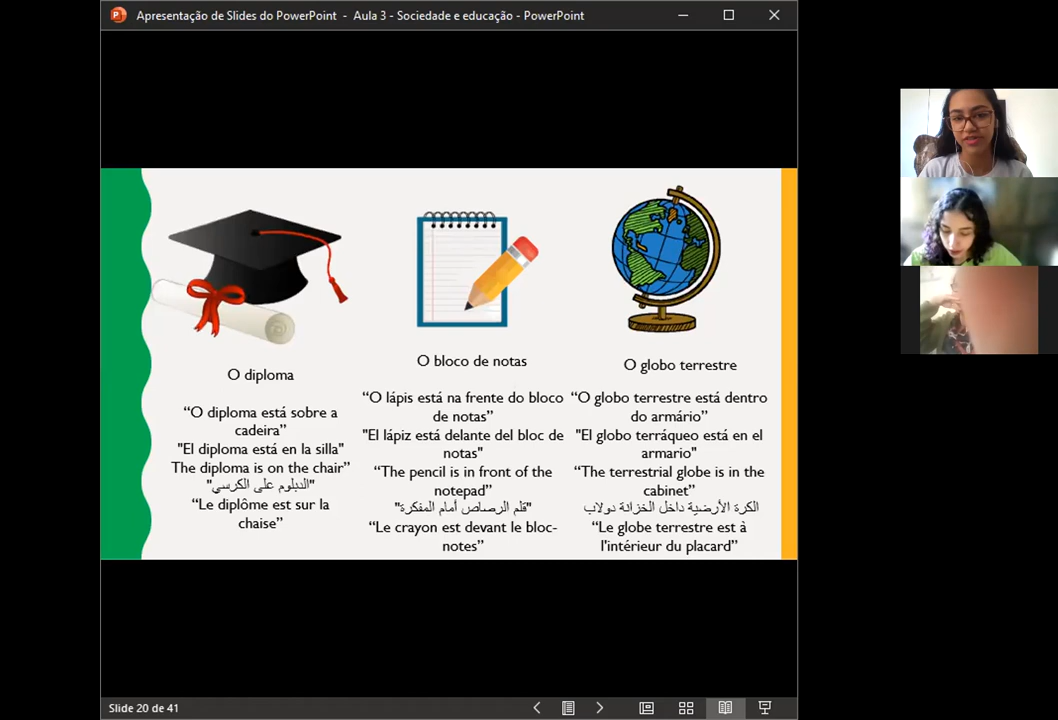 Apresentação de Slides do PowerPoint - Aula 3 - Sociedade e educação - PowerPoint
O diploma
“O diploma está sobre a
cadeira”
"El diploma está en la silla"
The diploma is on the chair”
"الدبلوم على الكرسي"
“Le diplôme est sur la
chaise”
O bloco de notas
“O lápis está na frente do bloco
de notas”
"El lápiz está delante del bloc de
notas"
“The pencil is in front of the
notepad”
"قلم الرصاص أمام المفكرة"
“Le crayon est devant le bloc-
notes”
O globo terrestre
“O globo terrestre está dentro
do armário”
"El globo terráqueo está en el
armario"
“The terrestrial globe is in the
cabinet”
الكرة الأرضية داخل الخزانة دولاب
“Le globe terrestre est à
l'intérieur du placard”
Slide 20 de 41